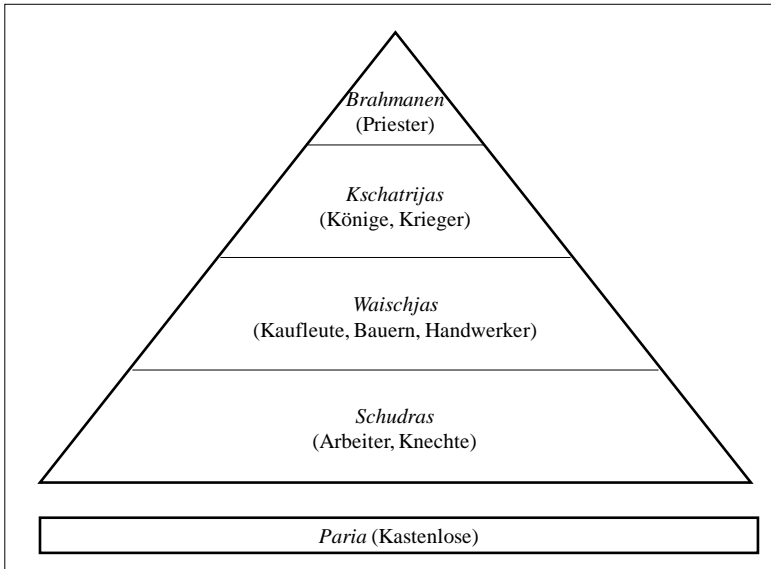 Brahmanen
(Priester)
Kschatrijas
(Könige, Krieger)
Waischjas
(Kaufleute, Bauern, Handwerker)
Schudras
(Arbeiter, Knechte)
Paria (Kastenlose)